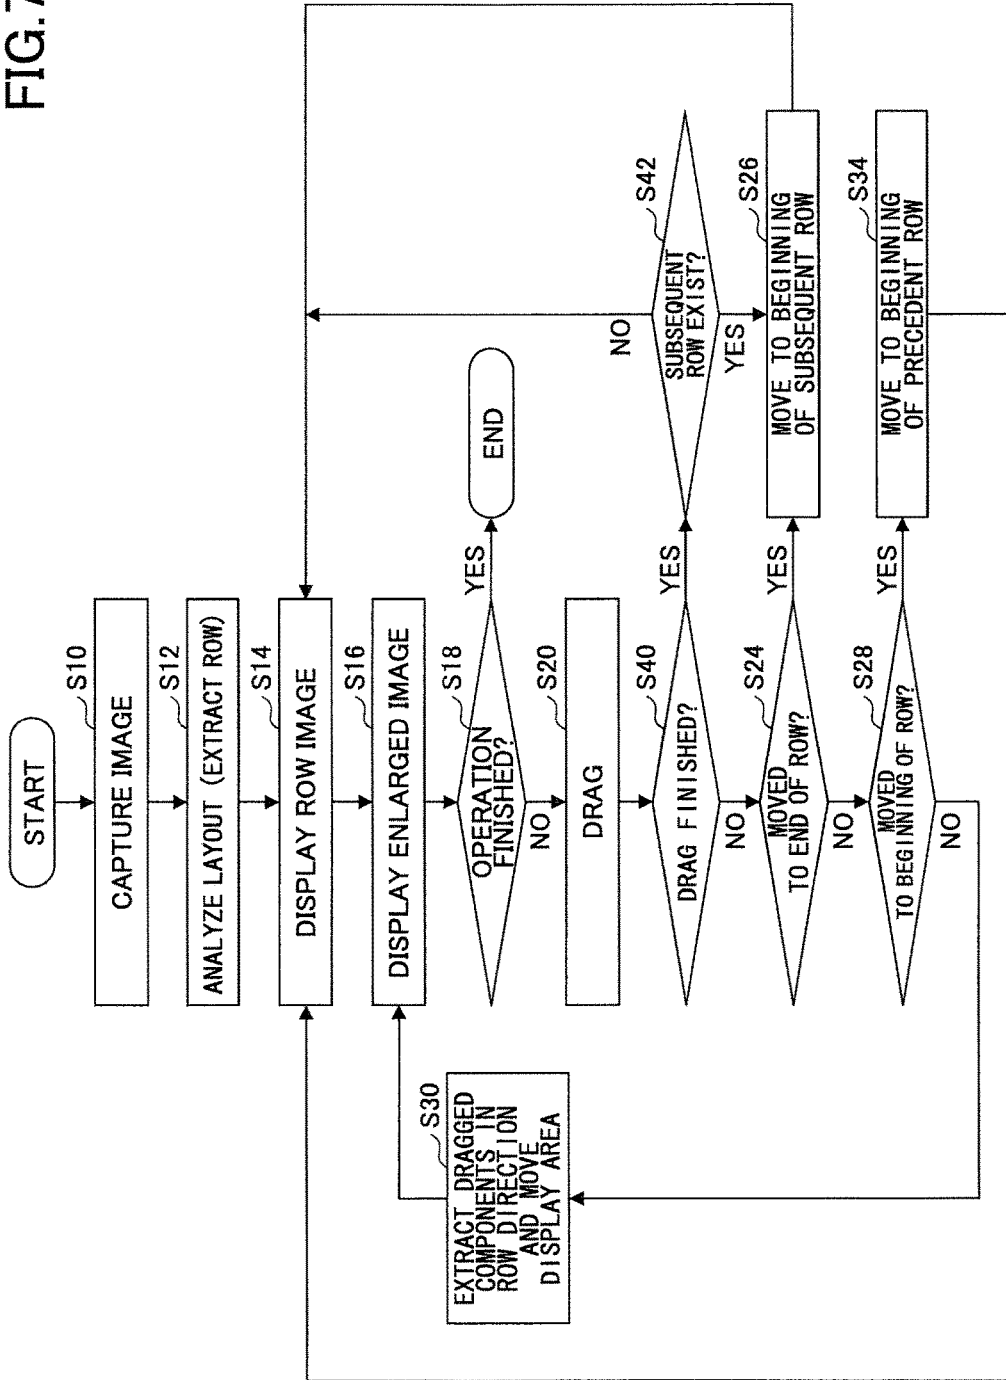 FIG.7
START
S10
CAPTURE IMAGE
S12
ANALYZE LAYOUT (EXTRACT ROW)
S14
DISPLAY ROW IMAGE
S16
DISPLAY ENLARGED IMAGE
S18
OPERATION
FINISHED?
YES
END
NO
S20
DRAG
S40
DRAG FINISHED?
YES
S42
SUBSEQUENT
ROW EXIST?
NO
YES
NO
S24
MOVED
TO END OF ROW?
YES
S26
MOVE TO BEGINNING
OF SUBSEQUENT ROW
NO
S28
MOVED
TO BEGINNING OF ROW?
YES
S34
MOVE TO BEGINNING
OF PRECEDENT ROW
NO
S30
EXTRACT DRAGGED
COMPONENTS IN
ROW DIRECTION
AND MOVE
DISPLAY AREA